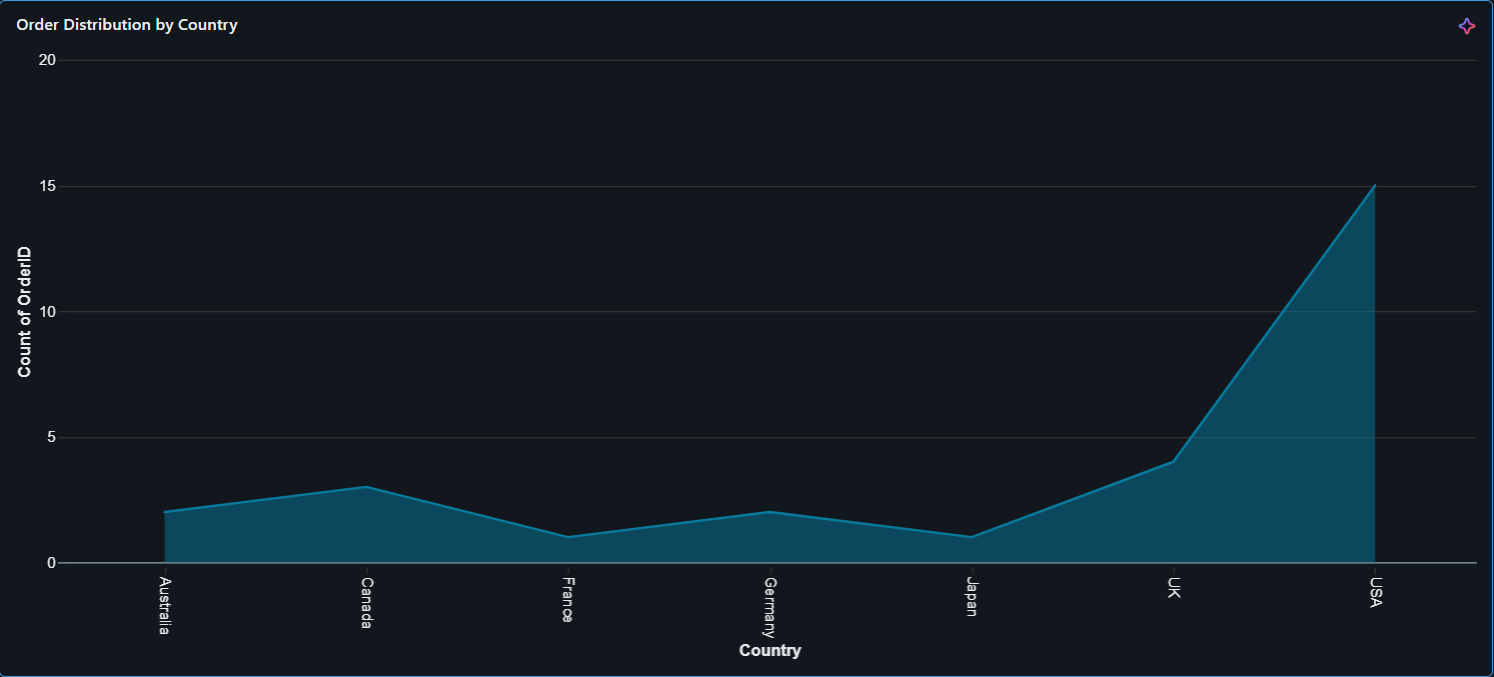 Order Distribution by Country
20
15
10
5
0
Count of OrderID
Australia
Canada
France
Germany
Japan
UK
USA
Country